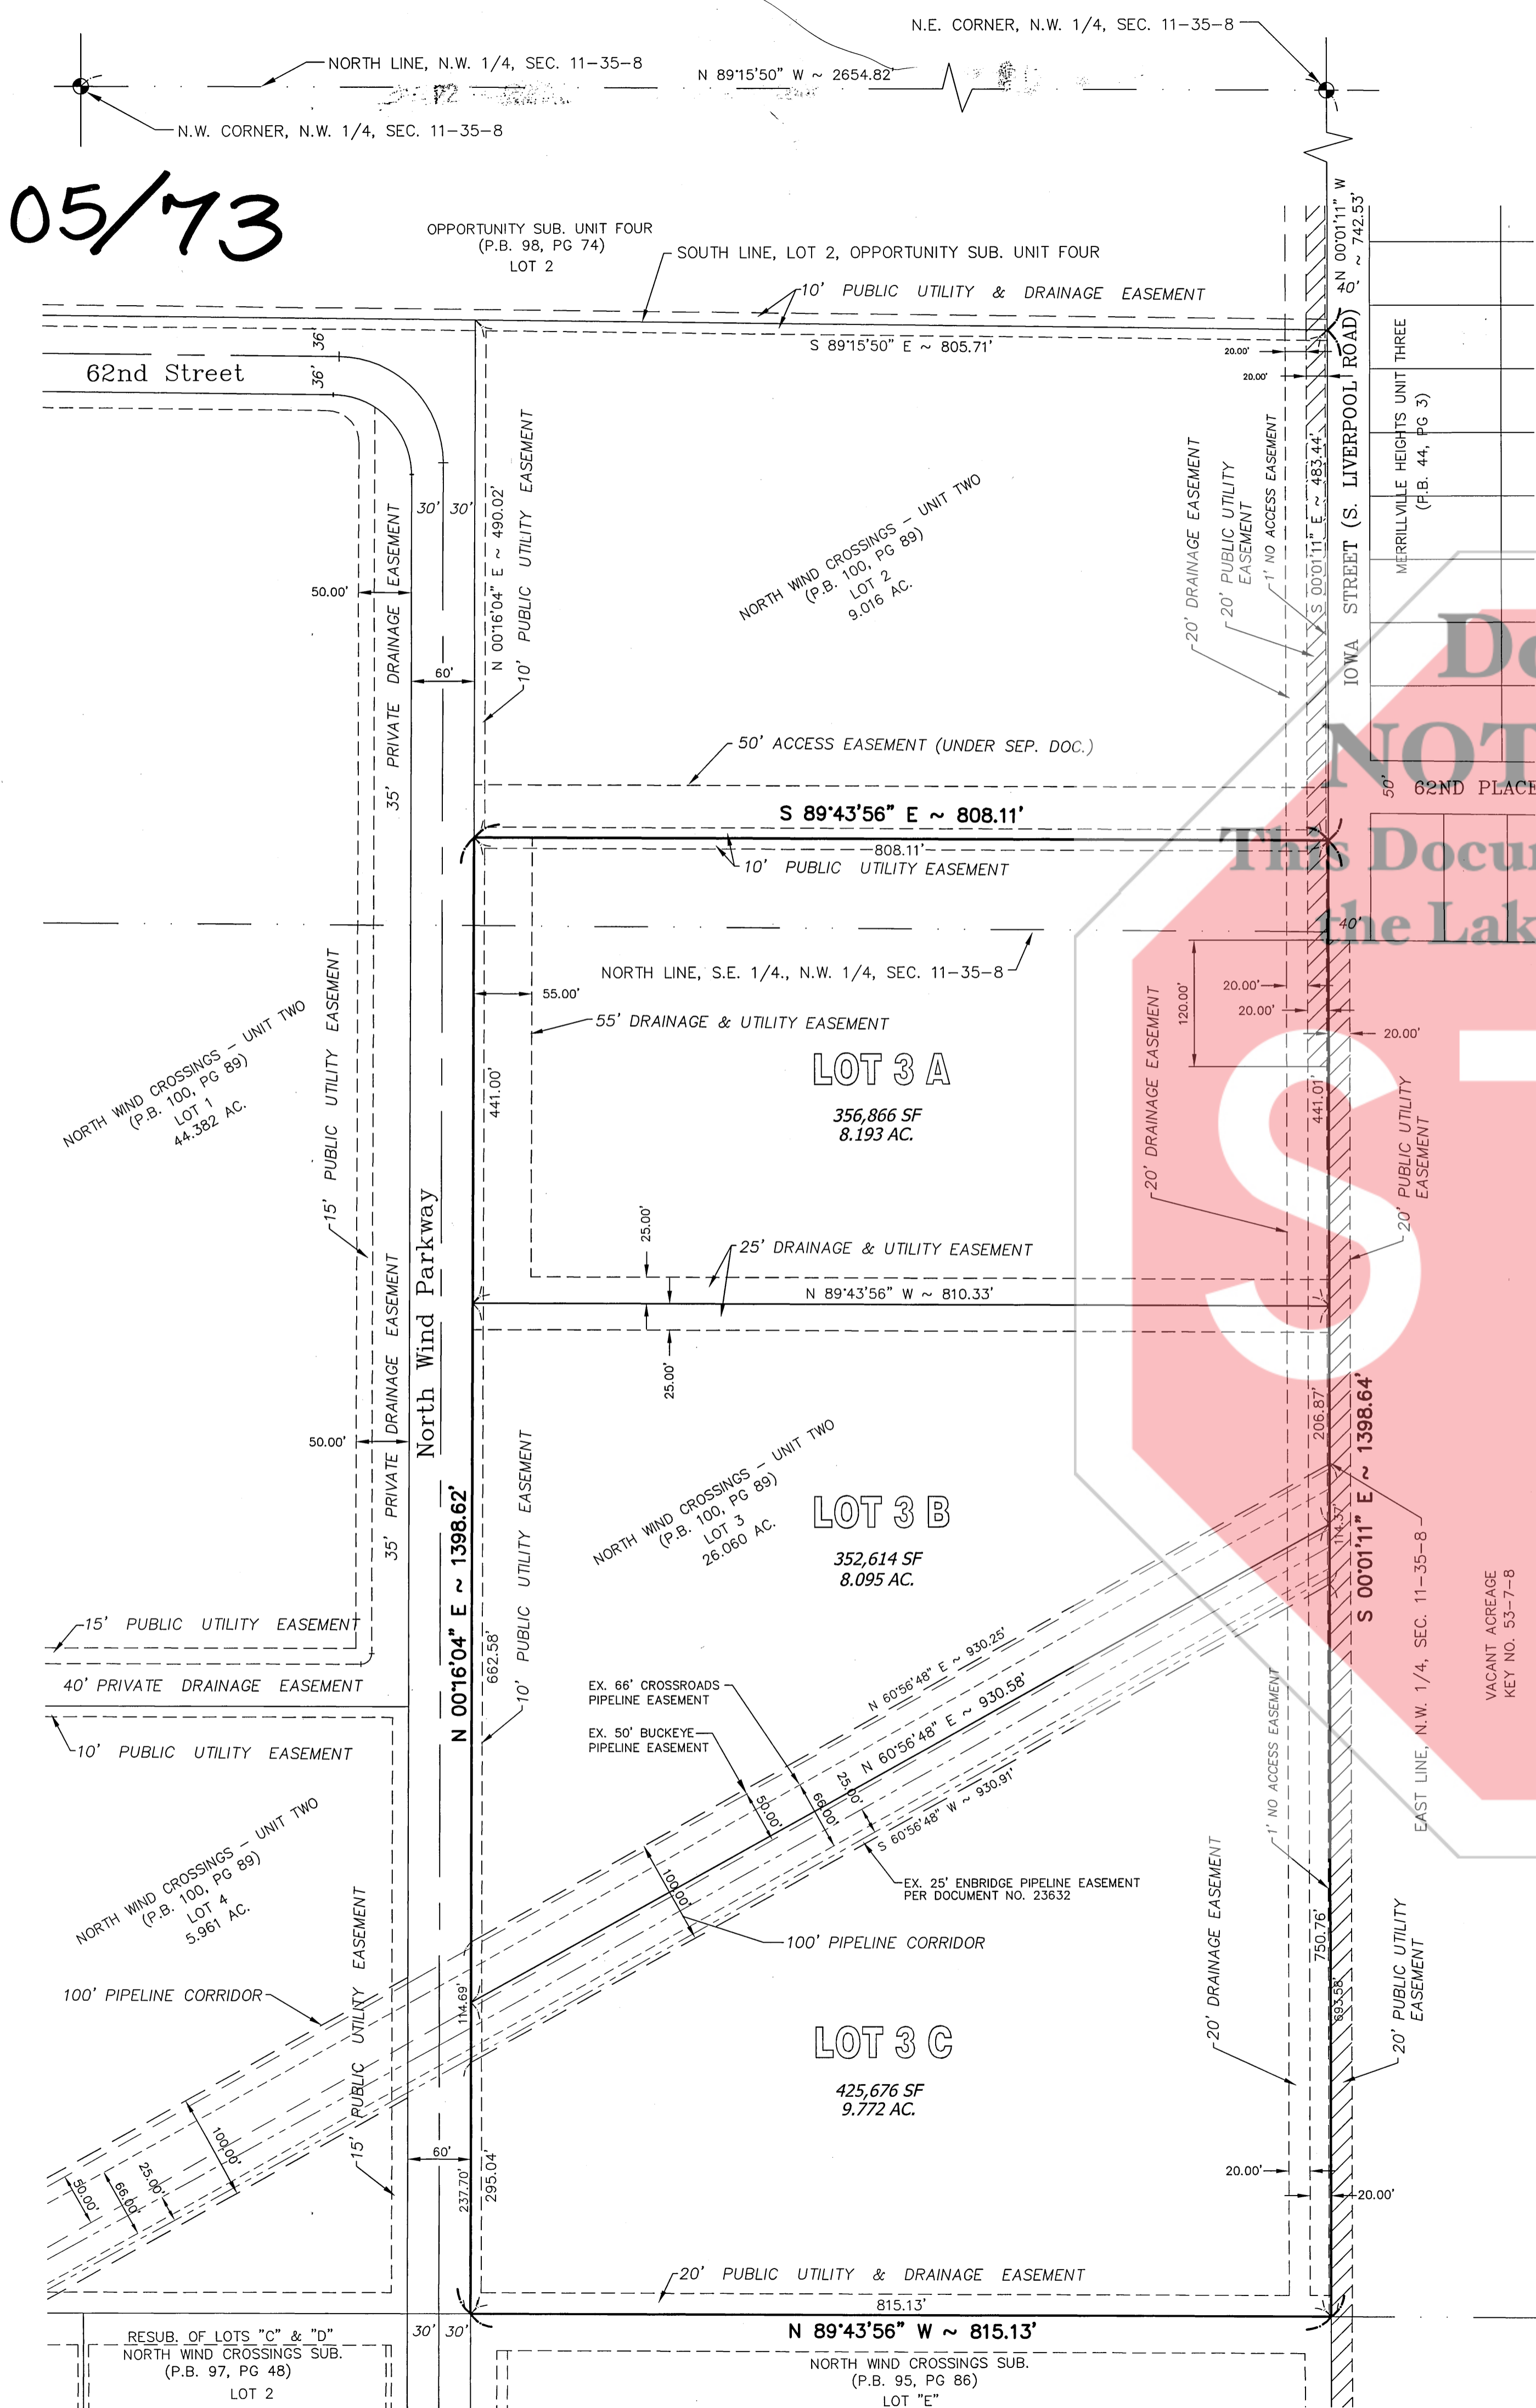 N.E. CORNER, N.W. 1/4, SEC. 11-35-8
NORTH LINE, N.W. 1/4, SEC. 11-35-8
N 89°15'50" W ~ 2654.82'
N.W. CORNER, N.W. 1/4, SEC. 11-35-8
05/73
N 00°01'11" W
~ 742.53'
OPPORTUNITY SUB. UNIT FOUR
(P.B. 98, PG 74)
LOT 2
SOUTH LINE, LOT 2, OPPORTUNITY SUB. UNIT FOUR
10' PUBLIC UTILITY & DRAINAGE EASEMENT
40'
S 89°15'50" E ~ 805.71'
20.00'
20.00'
36'
36'
62nd Street
IOWA STREET (S. LIVERPOOL ROAD)
MERRILLVILLE HEIGHTS UNIT THREE
(P.B. 44, PG 3)
30'
30'
N 00°16'04" E ~ 490.02'
10' PUBLIC UTILITY EASEMENT
35' PRIVATE DRAINAGE EASEMENT
50.00'
60'
NORTH WIND CROSSINGS - UNIT TWO
(P.B. 100, PG 89)
LOT 2
9.016 AC.
20' DRAINAGE EASEMENT
20' PUBLIC UTILITY
EASEMENT
1' NO ACCESS EASEMENT
S 00°01'11" E ~ 483.44'
50' ACCESS EASEMENT (UNDER SEP. DOC.)
50'
62ND PLACE
Do
NOT
This Docu
the Lak
ST
S 89°43'56" E ~ 808.11'
808.11'
10' PUBLIC UTILITY EASEMENT
40'
NORTH LINE, S.E. 1/4., N.W. 1/4, SEC. 11-35-8
55.00'
55' DRAINAGE & UTILITY EASEMENT
120.00'
20.00'
20.00'
20.00'
LOT 3 A
356,866 SF
8.193 AC.
441.00'
441.01'
20' DRAINAGE EASEMENT
20' PUBLIC UTILITY
EASEMENT
NORTH WIND CROSSINGS - UNIT TWO
(P.B. 100, PG 89)
LOT 1
44.382 AC.
15' PUBLIC UTILITY EASEMENT
North Wind Parkway
35' PRIVATE DRAINAGE EASEMENT
50.00'
25.00'
25' DRAINAGE & UTILITY EASEMENT
N 89°43'56" W ~ 810.33'
25.00'
206.87'
S 00°01'11" E ~ 1398.64'
NORTH WIND CROSSINGS - UNIT TWO
(P.B. 100, PG 89)
LOT 3
26.060 AC.
LOT 3 B
352,614 SF
8.095 AC.
114.37'
N 00°16'04" E ~ 1398.62'
662.58'
10' PUBLIC UTILITY EASEMENT
EAST LINE, N.W. 1/4, SEC. 11-35-8
VACANT ACREAGE
KEY NO. 53-7-8
15' PUBLIC UTILITY EASEMENT
40' PRIVATE DRAINAGE EASEMENT
10' PUBLIC UTILITY EASEMENT
EX. 66' CROSSROADS
PIPELINE EASEMENT
EX. 50' BUCKEYE
PIPELINE EASEMENT
N 60°56'48" E ~ 930.25'
N 60°56'48" E ~ 930.58'
S 60°56'48" W ~ 930.91'
50.00'
66.00'
25.00'
100.00'
1' NO ACCESS EASEMENT
EX. 25' ENBRIDGE PIPELINE EASEMENT
PER DOCUMENT NO. 23632
100' PIPELINE CORRIDOR
NORTH WIND CROSSINGS - UNIT TWO
(P.B. 100, PG 89)
LOT 4
5.961 AC.
15' PUBLIC UTILITY EASEMENT
100' PIPELINE CORRIDOR
114.69'
LOT 3 C
425,676 SF
9.772 AC.
20' DRAINAGE EASEMENT
750.76'
693.58'
20' PUBLIC UTILITY
EASEMENT
100.00'
25.00'
66.00'
50.00'
60'
237.70'
295.04'
20.00'
20.00'
20' PUBLIC UTILITY & DRAINAGE EASEMENT
815.13'
N 89°43'56" W ~ 815.13'
30'
30'
RESUB. OF LOTS "C" & "D"
NORTH WIND CROSSINGS SUB.
(P.B. 97, PG 48)
LOT 2
NORTH WIND CROSSINGS SUB.
(P.B. 95, PG 86)
LOT "E"